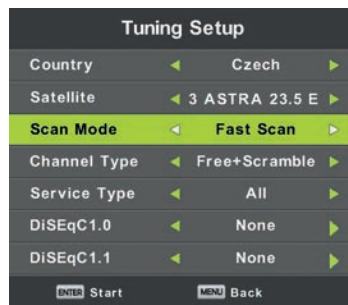 Tuning Setup
Country Czech
Satellite 3 ASTRA 23.5 E
Scan Mode Fast Scan
Channel Type Free+Scramble
Service Type All
DiSEqC1.0 None
DiSEqC1.1 None
ENTER Start MENU Back